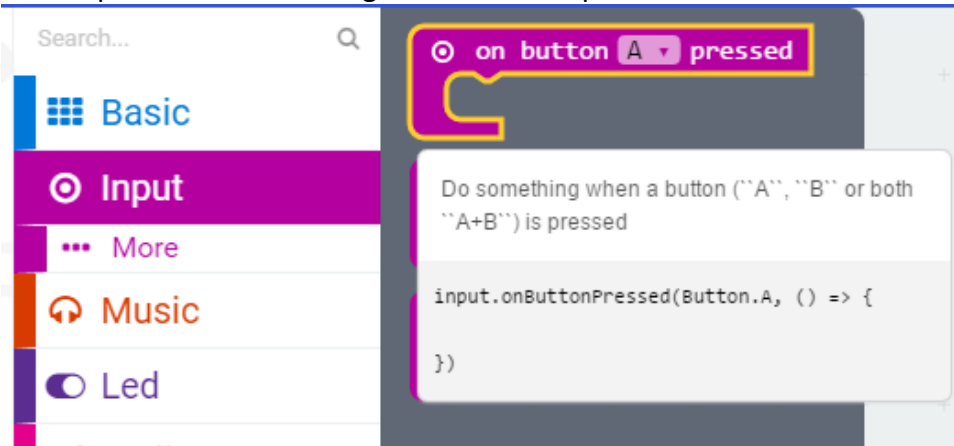 Search...
Basic
Input
More
Music
Led
on button A pressed
Do something when a button (``A``, ``B`` or both
``A+B``) is pressed
input.onButtonPressed(Button.A, () => {
})